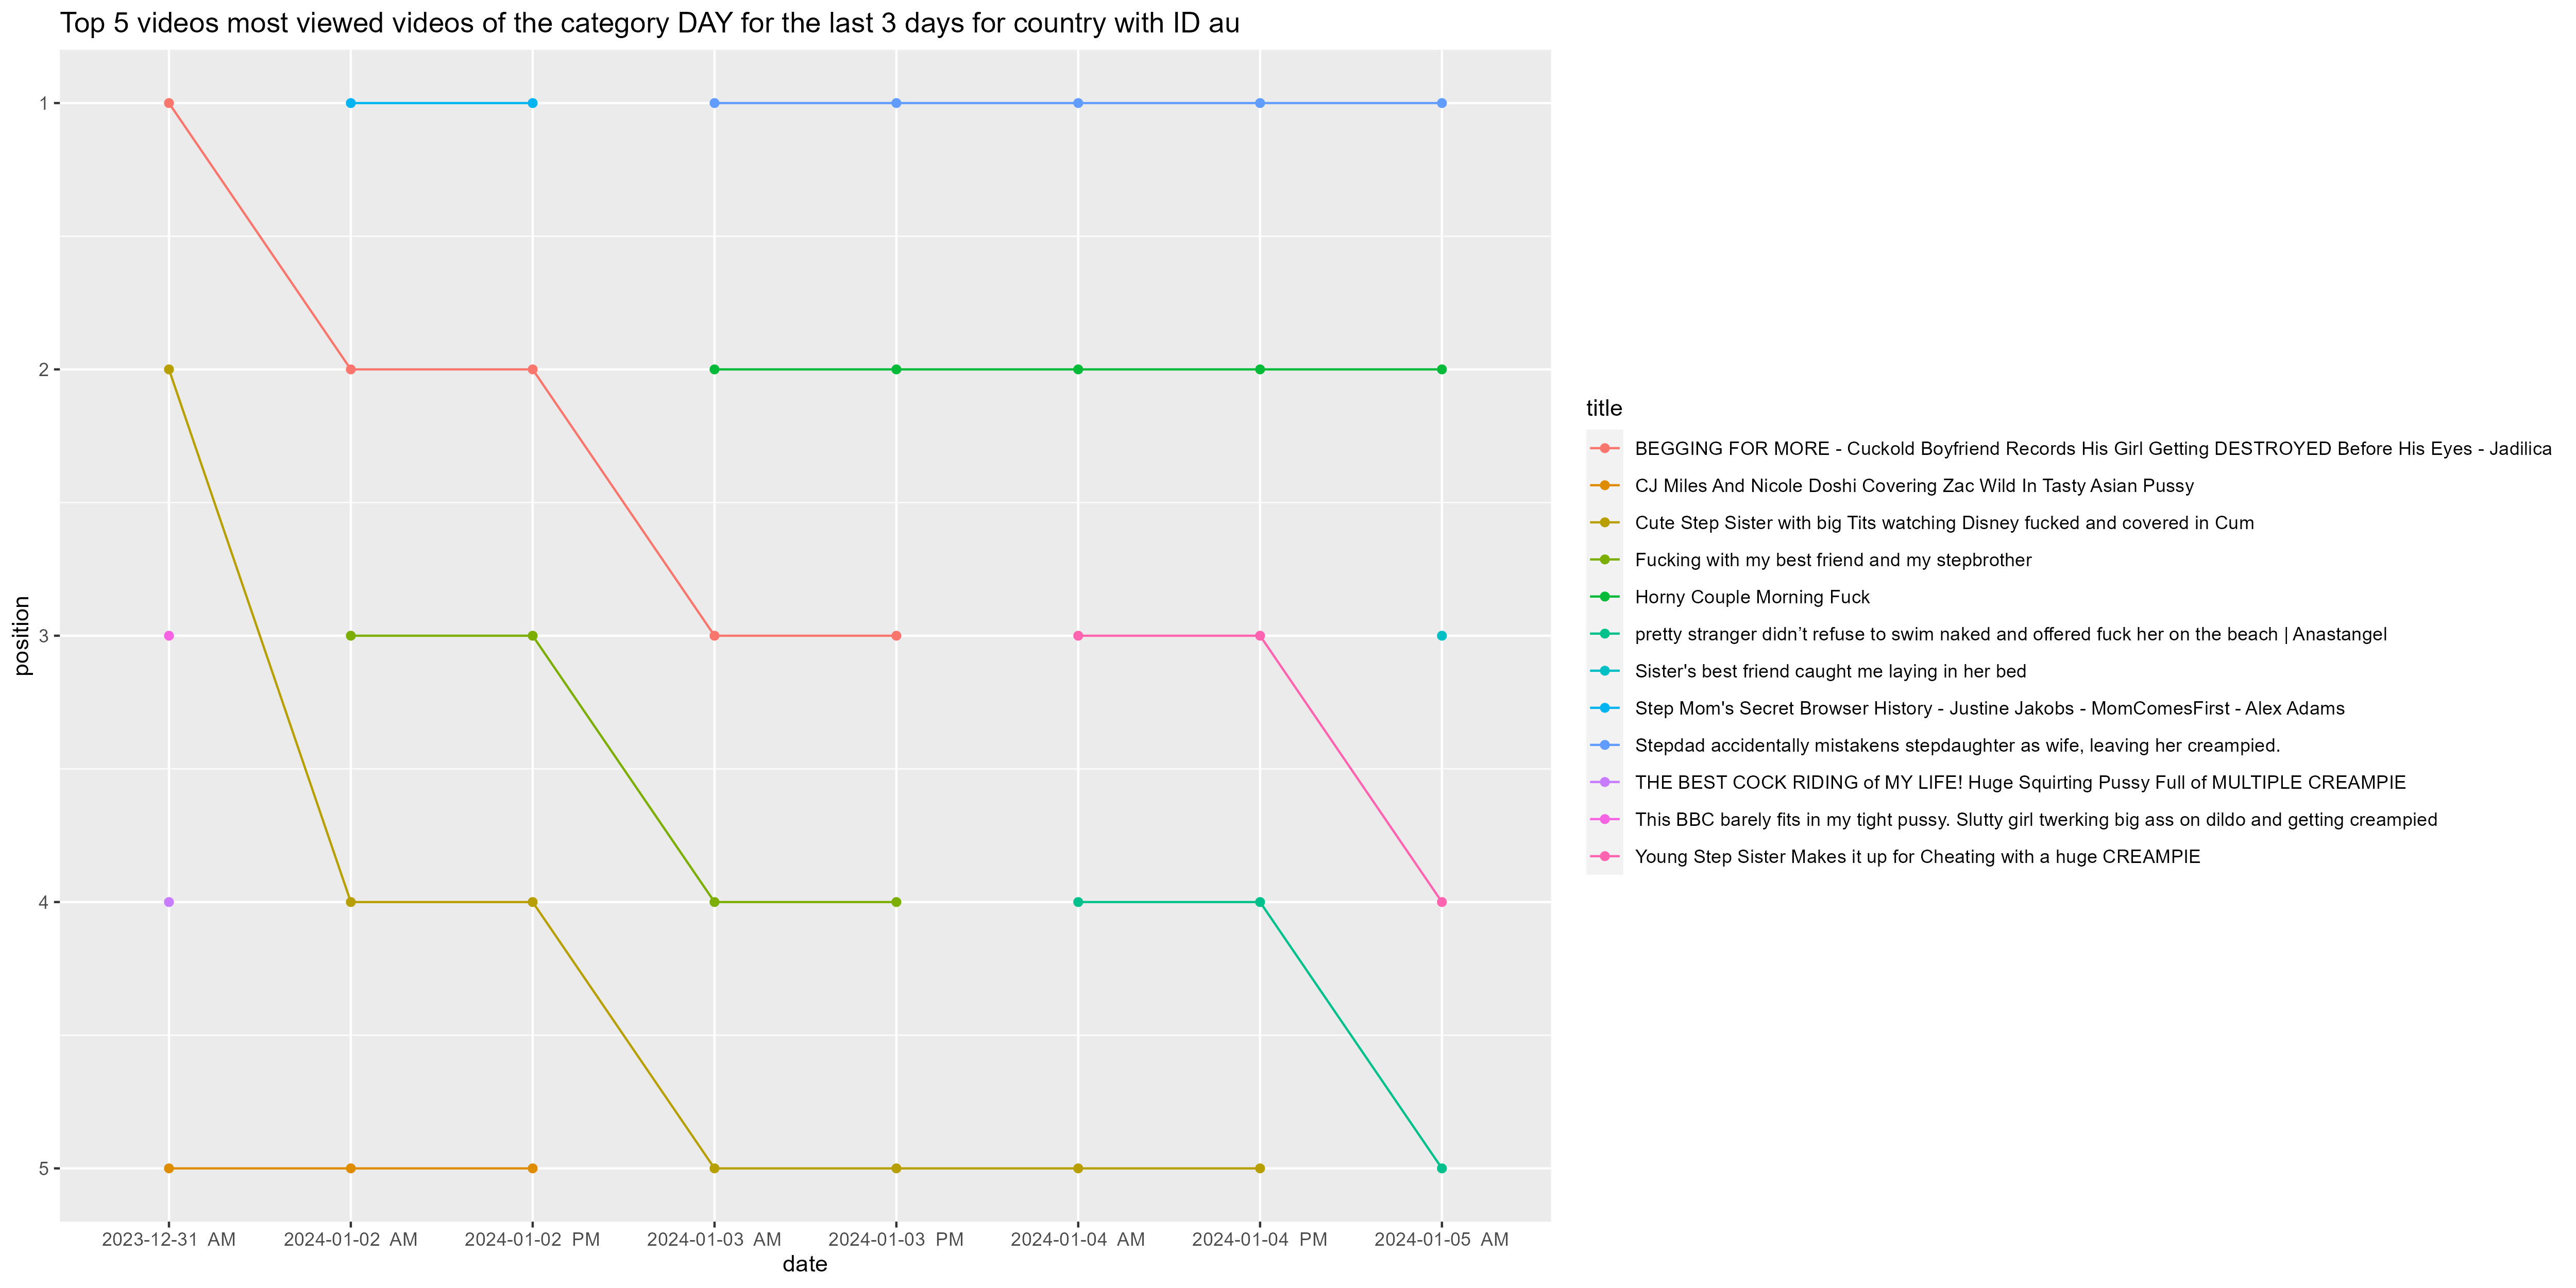 Top 5 videos most viewed videos of the category DAY for the last 3 days for country with ID au
position
1
2
3
4
5
2023-12-31 AM
2024-01-02 AM
2024-01-02 PM
2024-01-03 AM
2024-01-03 PM
2024-01-04 AM
2024-01-04 PM
2024-01-05 AM
date
title
BEGGING FOR MORE - Cuckold Boyfriend Records His Girl Getting DESTROYED Before His Eyes - Jadilica
CJ Miles And Nicole Doshi Covering Zac Wild In Tasty Asian Pussy
Cute Step Sister with big Tits watching Disney fucked and covered in Cum
Fucking with my best friend and my stepbrother
Horny Couple Morning Fuck
pretty stranger didn’t refuse to swim naked and offered fuck her on the beach | Anastangel
Sister's best friend caught me laying in her bed
Step Mom's Secret Browser History - Justine Jakobs - MomComesFirst - Alex Adams
Stepdad accidentally mistakens stepdaughter as wife, leaving her creampied.
THE BEST COCK RIDING of MY LIFE! Huge Squirting Pussy Full of MULTIPLE CREAMPIE
This BBC barely fits in my tight pussy. Slutty girl twerking big ass on dildo and getting creampied
Young Step Sister Makes it up for Cheating with a huge CREAMPIE